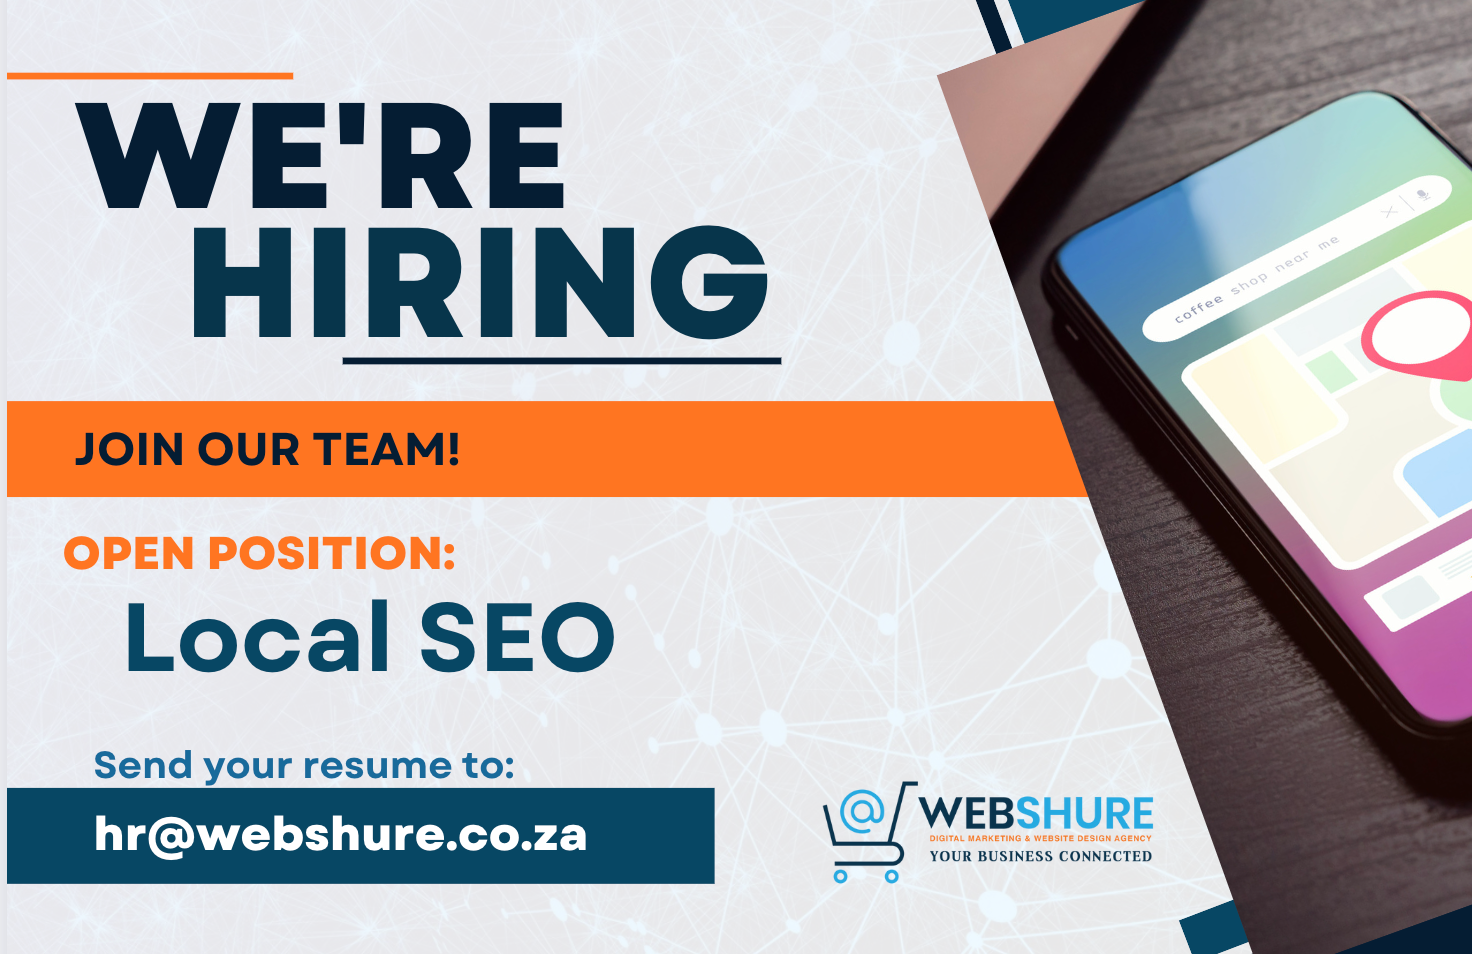 WE'RE
HIRING
JOIN OUR TEAM!
OPEN POSITION:
Local SEO
Send your resume to:
hr@webshure.co.za
@ WEBSHURE
DIGITAL MARKETING & WEBSITE DESIGN AGENCY
YOUR BUSINESS CONNECTED
coffee shop near me